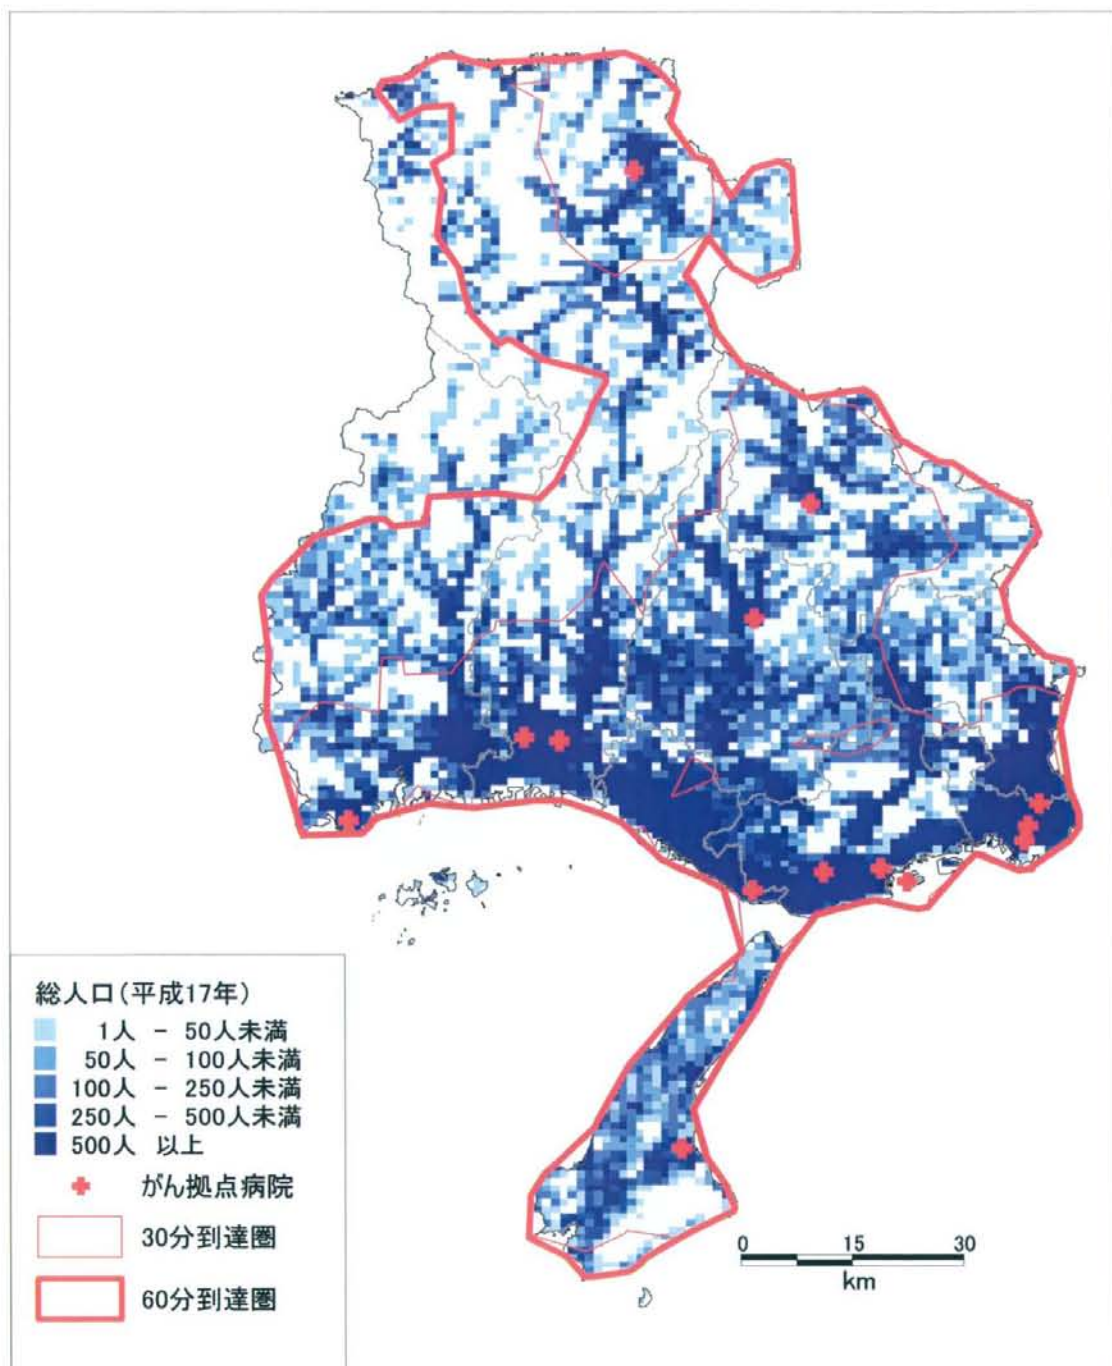 総人口(平成17年)
1人 － 50人未満
50人 － 100人未満
100人 － 250人未満
250人 － 500人未満
500人 以上
がん拠点病院
30分到達圏
60分到達圏
0 15 30
km